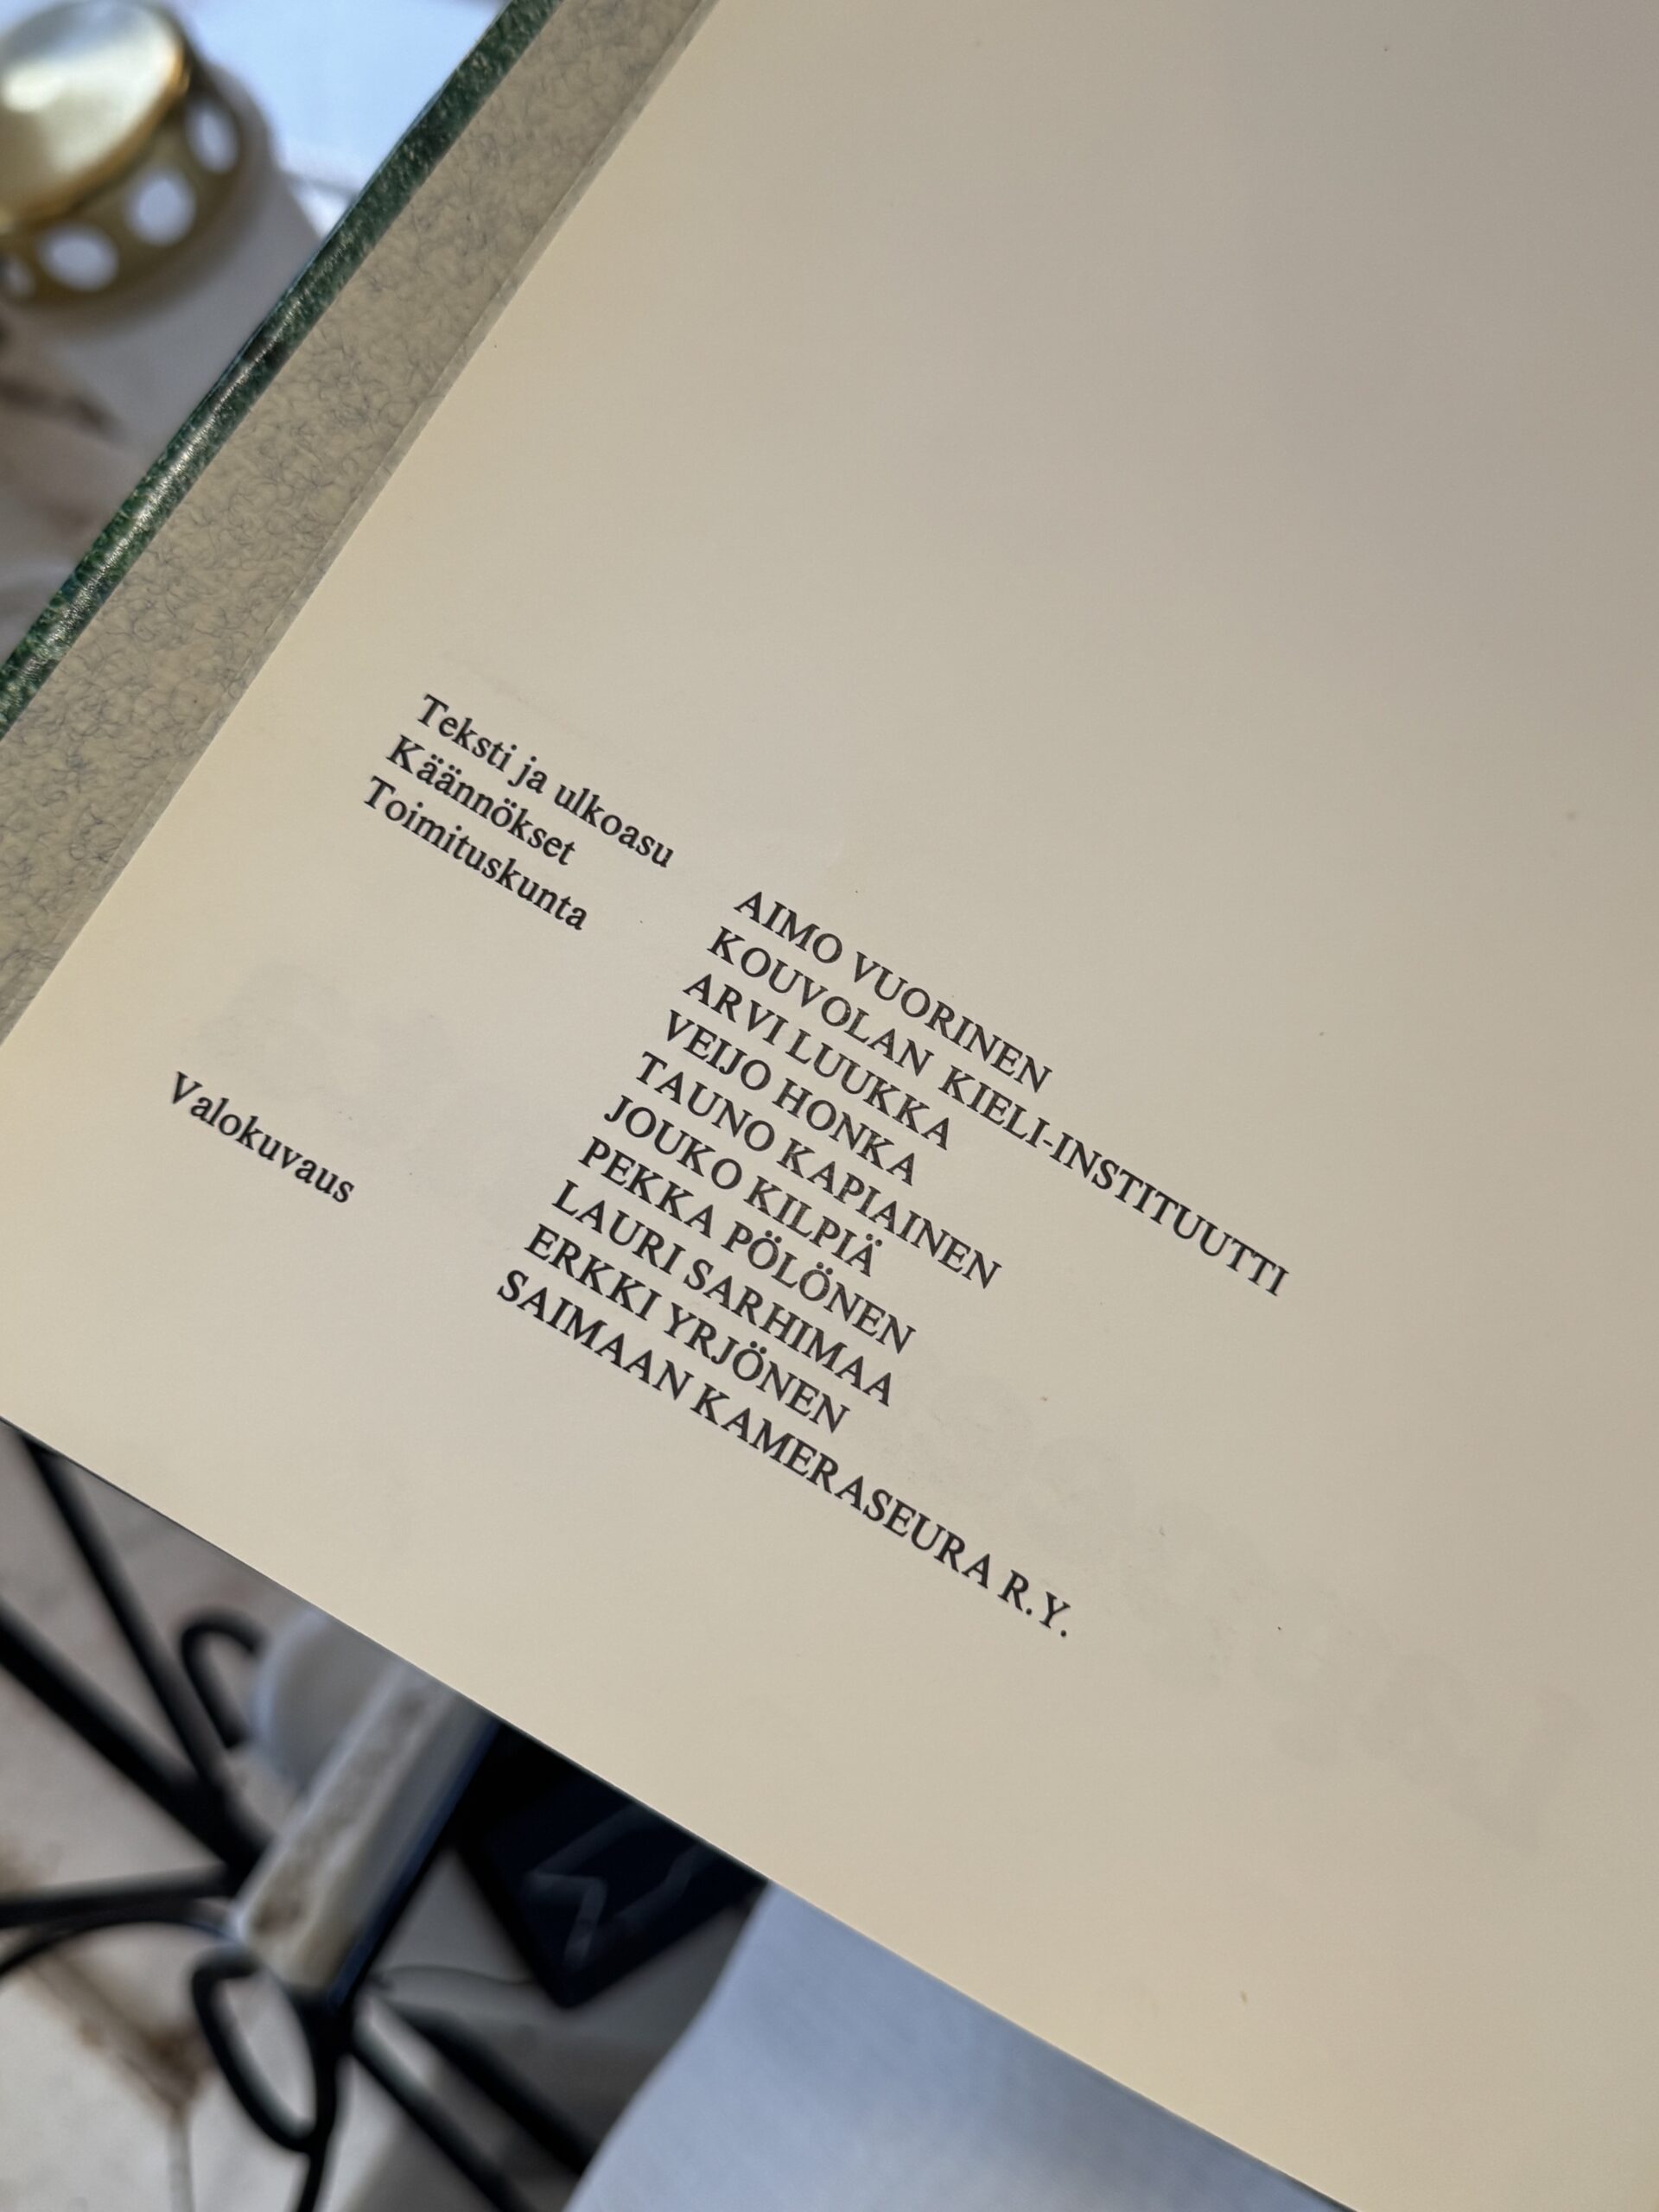 Teksti ja ulkoasu AIMO VUORINEN
Käännökset KOUVOLAN KIELI-INSTITUUTTI
Toimituskunta ARVI LUUKKA
VEIJO HONKA
TAUNO KAPIAINEN
JOUKO KILPIÄ
PEKKA PÖLÖNEN
LAURI SARHIMAA
ERKKI YRJÖNEN
Valokuvaus SAIMAAN KAMERASEURA R.Y.